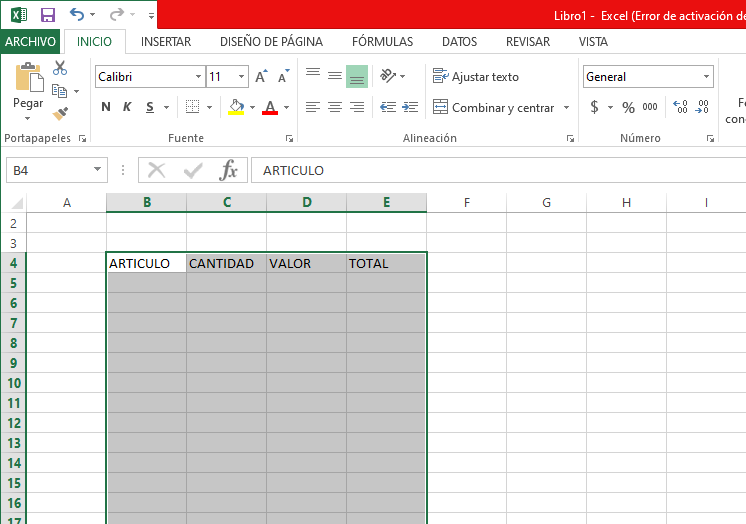 Libro1 - Excel (Error de activación de
ARCHIVO INICIO INSERTAR DISEÑO DE PÁGINA FÓRMULAS DATOS REVISAR VISTA
Calibri 11 Ajustar texto General
Pegar N K S A Combinar y centrar $ % 000
Portapapeles Fuente Alineación Número
B4 fx ARTICULO
A B C D E F G H I
2
3
4 ARTICULO CANTIDAD VALOR TOTAL
5
6
7
8
9
10
11
12
13
14
15
16
17